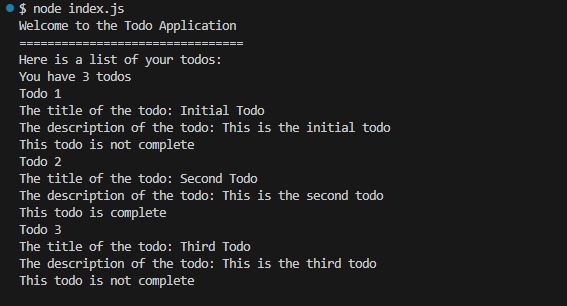 $ node index.js
Welcome to the Todo Application
================================
Here is a list of your todos:
You have 3 todos
Todo 1
The title of the todo: Initial Todo
The description of the todo: This is the initial todo
This todo is not complete
Todo 2
The title of the todo: Second Todo
The description of the todo: This is the second todo
This todo is complete
Todo 3
The title of the todo: Third Todo
The description of the todo: This is the third todo
This todo is not complete